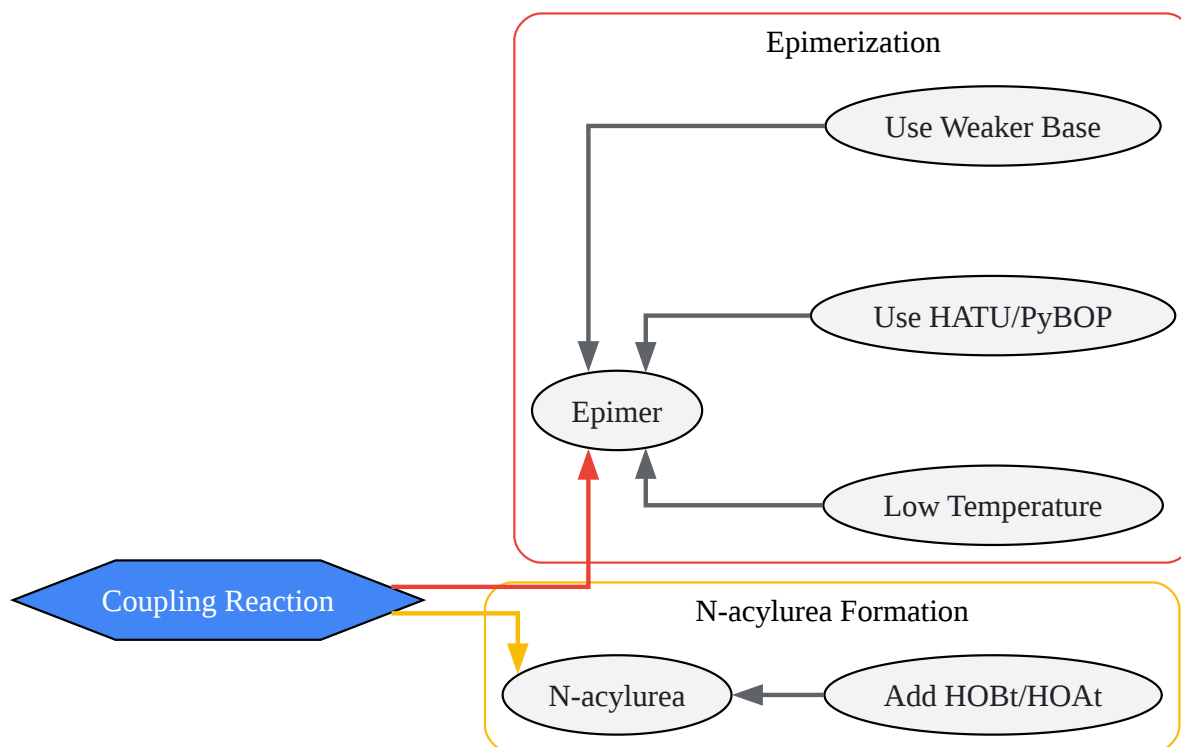 Epimerization
Use Weaker Base
Use HATU/PyBOP
Epimer
Low Temperature
Coupling Reaction
N-acylurea Formation
N-acylurea
Add HOBt/HOAt